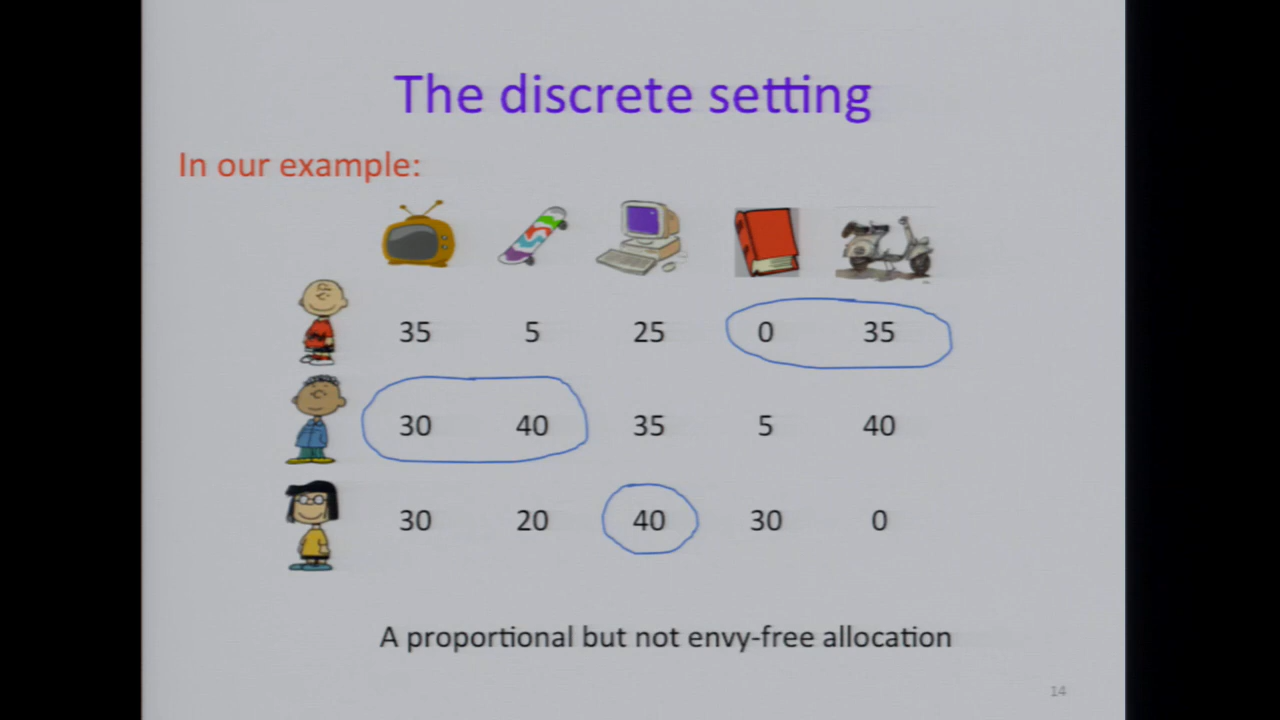 The discrete setting
In our example:
35 5 25 0 35
30 40 35 5 40
30 20 40 30 0
A proportional but not envy-free allocation
14